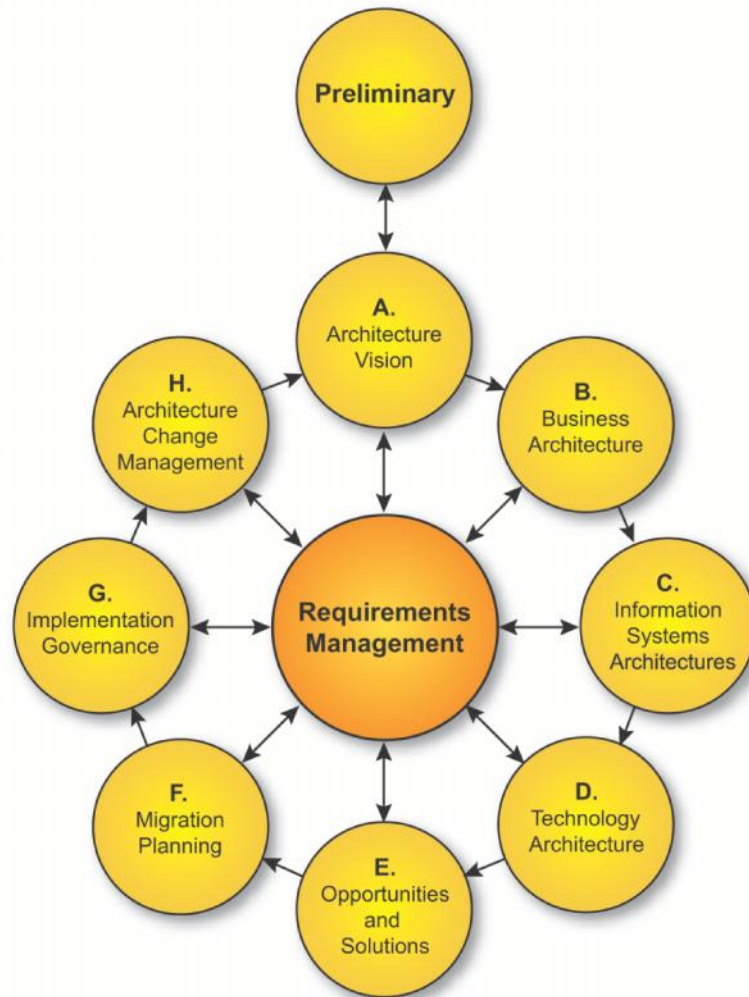 Preliminary
A.
Architecture
Vision
B.
Business
Architecture
C.
Information
Systems
Architectures
D.
Technology
Architecture
E.
Opportunities
and
Solutions
F.
Migration
Planning
G.
Implementation
Governance
H.
Architecture
Change
Management
Requirements
Management